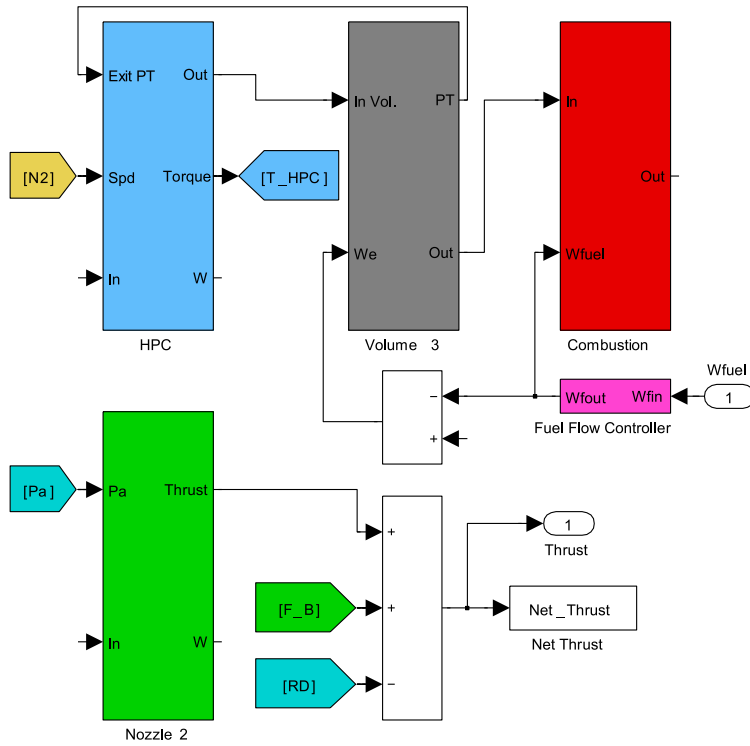 Exit PT
Out
[N2]
Spd
Torque
[T_HPC]
In
W
HPC
In Vol.
PT
We
Out
Volume 3
In
Out
Wfuel
Combustion
Wfuel
1
Wfout
Wfin
Fuel Flow Controller
−
+
[Pa]
Pa
Thrust
In
W
Nozzle 2
[F_B]
[RD]
+
+
−
1
Thrust
Net_Thrust
Net Thrust